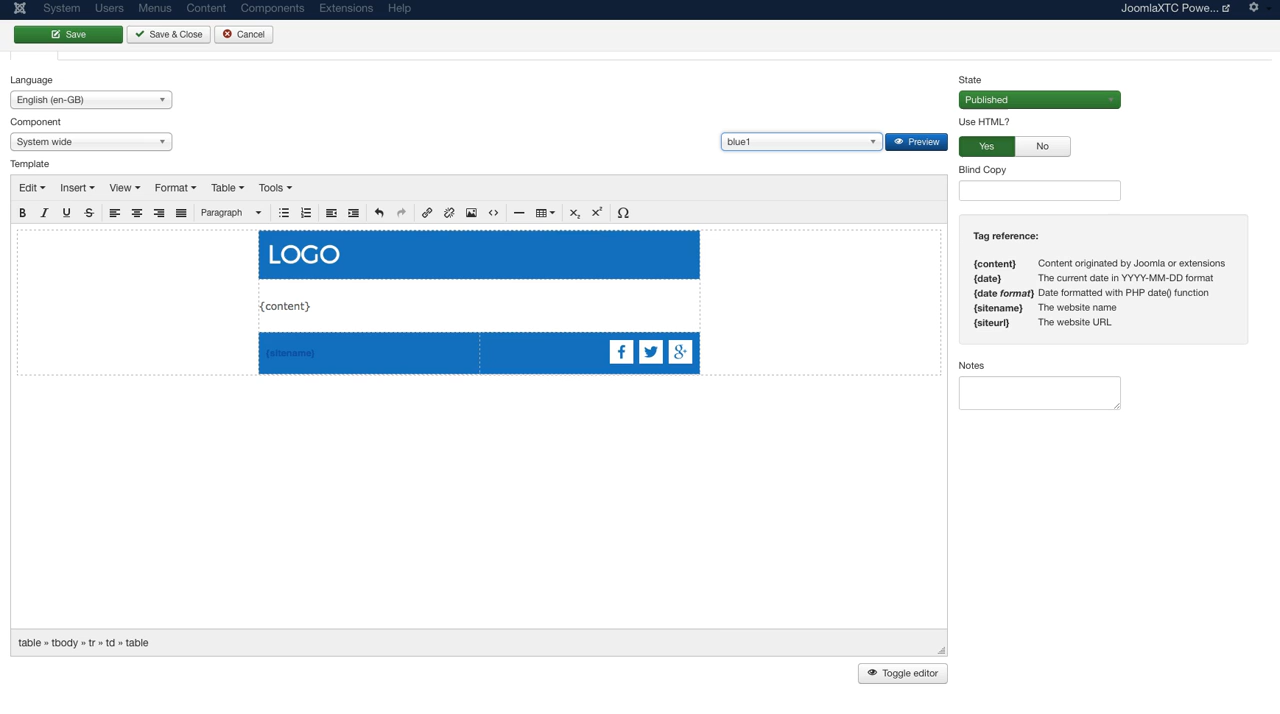 System Users Menus Content Components Extensions Help JoomlaXTC Powe...
Save Save & Close Cancel
Language
English (en-GB)
Component
System wide
blue1 Preview
Template
Edit Insert View Format Table Tools
B I U S Paragraph
LOGO
{content}
{sitename}
table » tbody » tr » td » table
Toggle editor
State
Published
Use HTML?
Yes No
Blind Copy
Tag reference:
{content} Content originated by Joomla or extensions
{date} The current date in YYYY-MM-DD format
{date format} Date formatted with PHP date() function
{sitename} The website name
{siteurl} The website URL
Notes